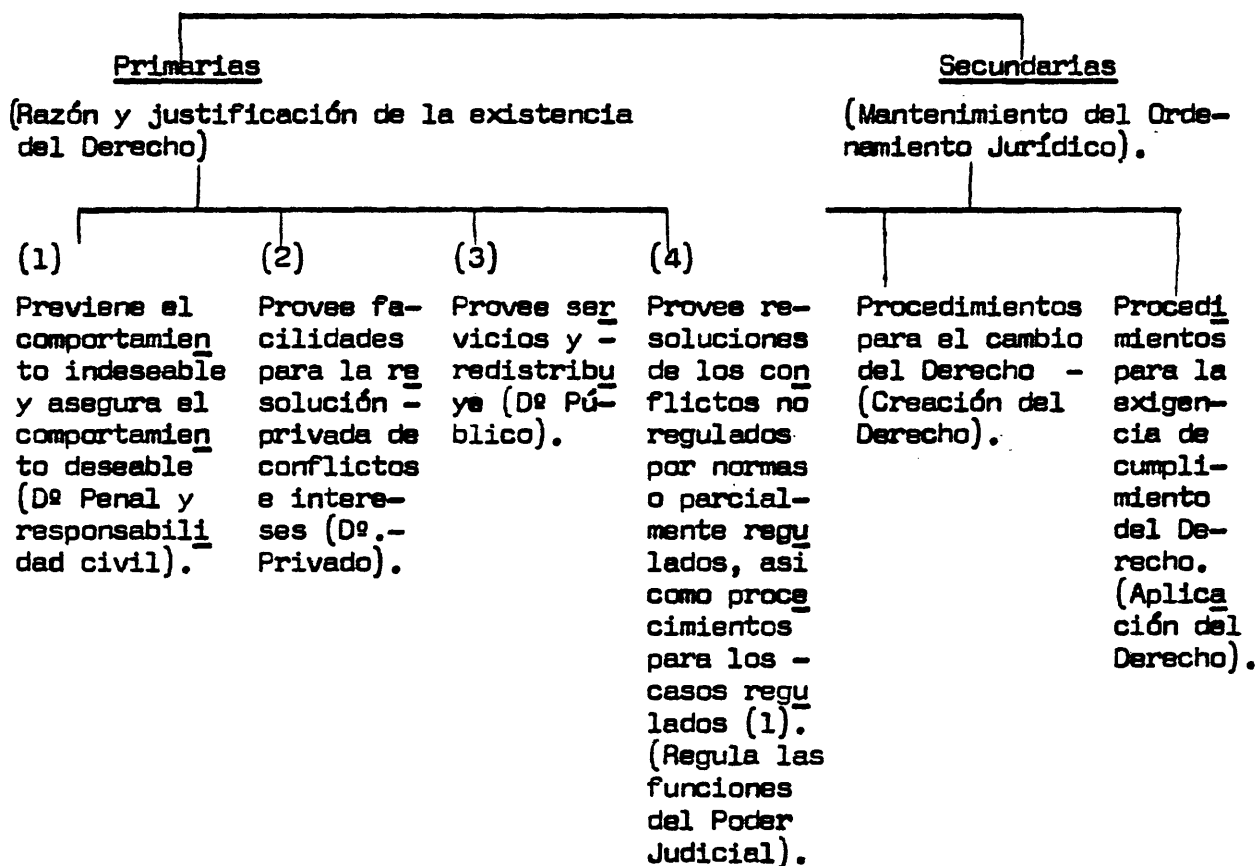 Primarias
(Razón y justificación de la existencia
del Derecho)
Secundarias
(Mantenimiento del Orde-
namiento Jurídico).
(1)
Previene el
comportamien
to indeseable
y asegura el
comportamien
to deseable
(Dº Penal y
responsabili
dad civil).
(2)
Provee fa-
cilidades
para la re
solución -
privada de
conflictos
e intere-
ses (Dº.-
Privado).
(3)
Provee ser
vicios y -
redistribu
ye (Dº Pú-
blico).
(4)
Provee re-
soluciones
de los con
flictos no
regulados
por normas
o parcial-
mente regu
lados, así
como proce
cimientos
para los -
casos regu
lados (1).
(Regula las
funciones
del Poder
Judicial).
Procedimientos
para el cambio
del Derecho -
(Creación del
Derecho).
Procedi
mientos
para la
exigen-
cia de
cumpli-
miento
del De-
recho.
(Aplica
ción del
Derecho).